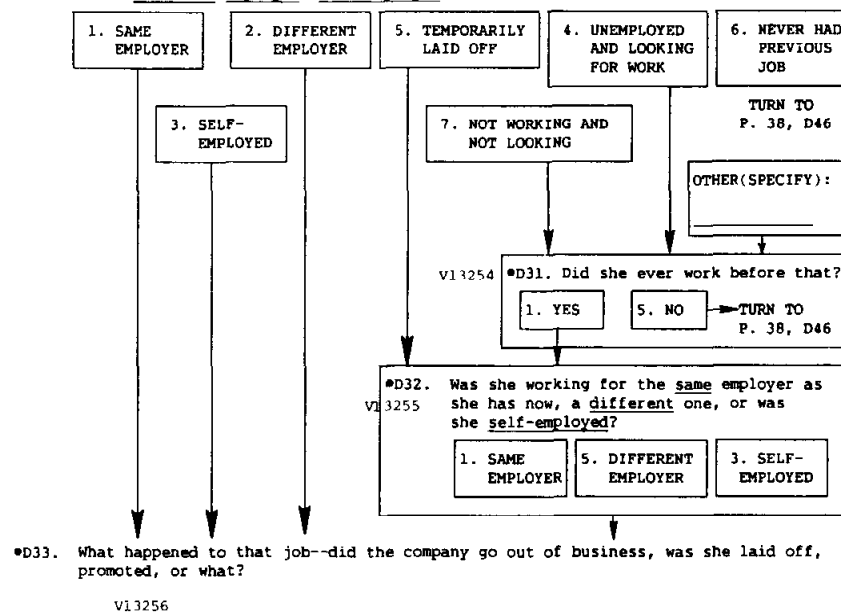 1. SAME EMPLOYER
2. DIFFERENT EMPLOYER
5. TEMPORARILY LAID OFF
4. UNEMPLOYED AND LOOKING FOR WORK
6. NEVER HAD PREVIOUS JOB
TURN TO
P. 38, D46
3. SELF-
EMPLOYED
7. NOT WORKING AND
NOT LOOKING
OTHER(SPECIFY):
V13254 •D31. Did she ever work before that?
1. YES 5. NO TURN TO
P. 38, D46
•D32. Was she working for the same employer as
V13255 she has now, a different one, or was
she self-employed?
1. SAME EMPLOYER
5. DIFFERENT EMPLOYER
3. SELF-EMPLOYED
•D33. What happened to that job--did the company go out of business, was she laid off,
promoted, or what?
V13256